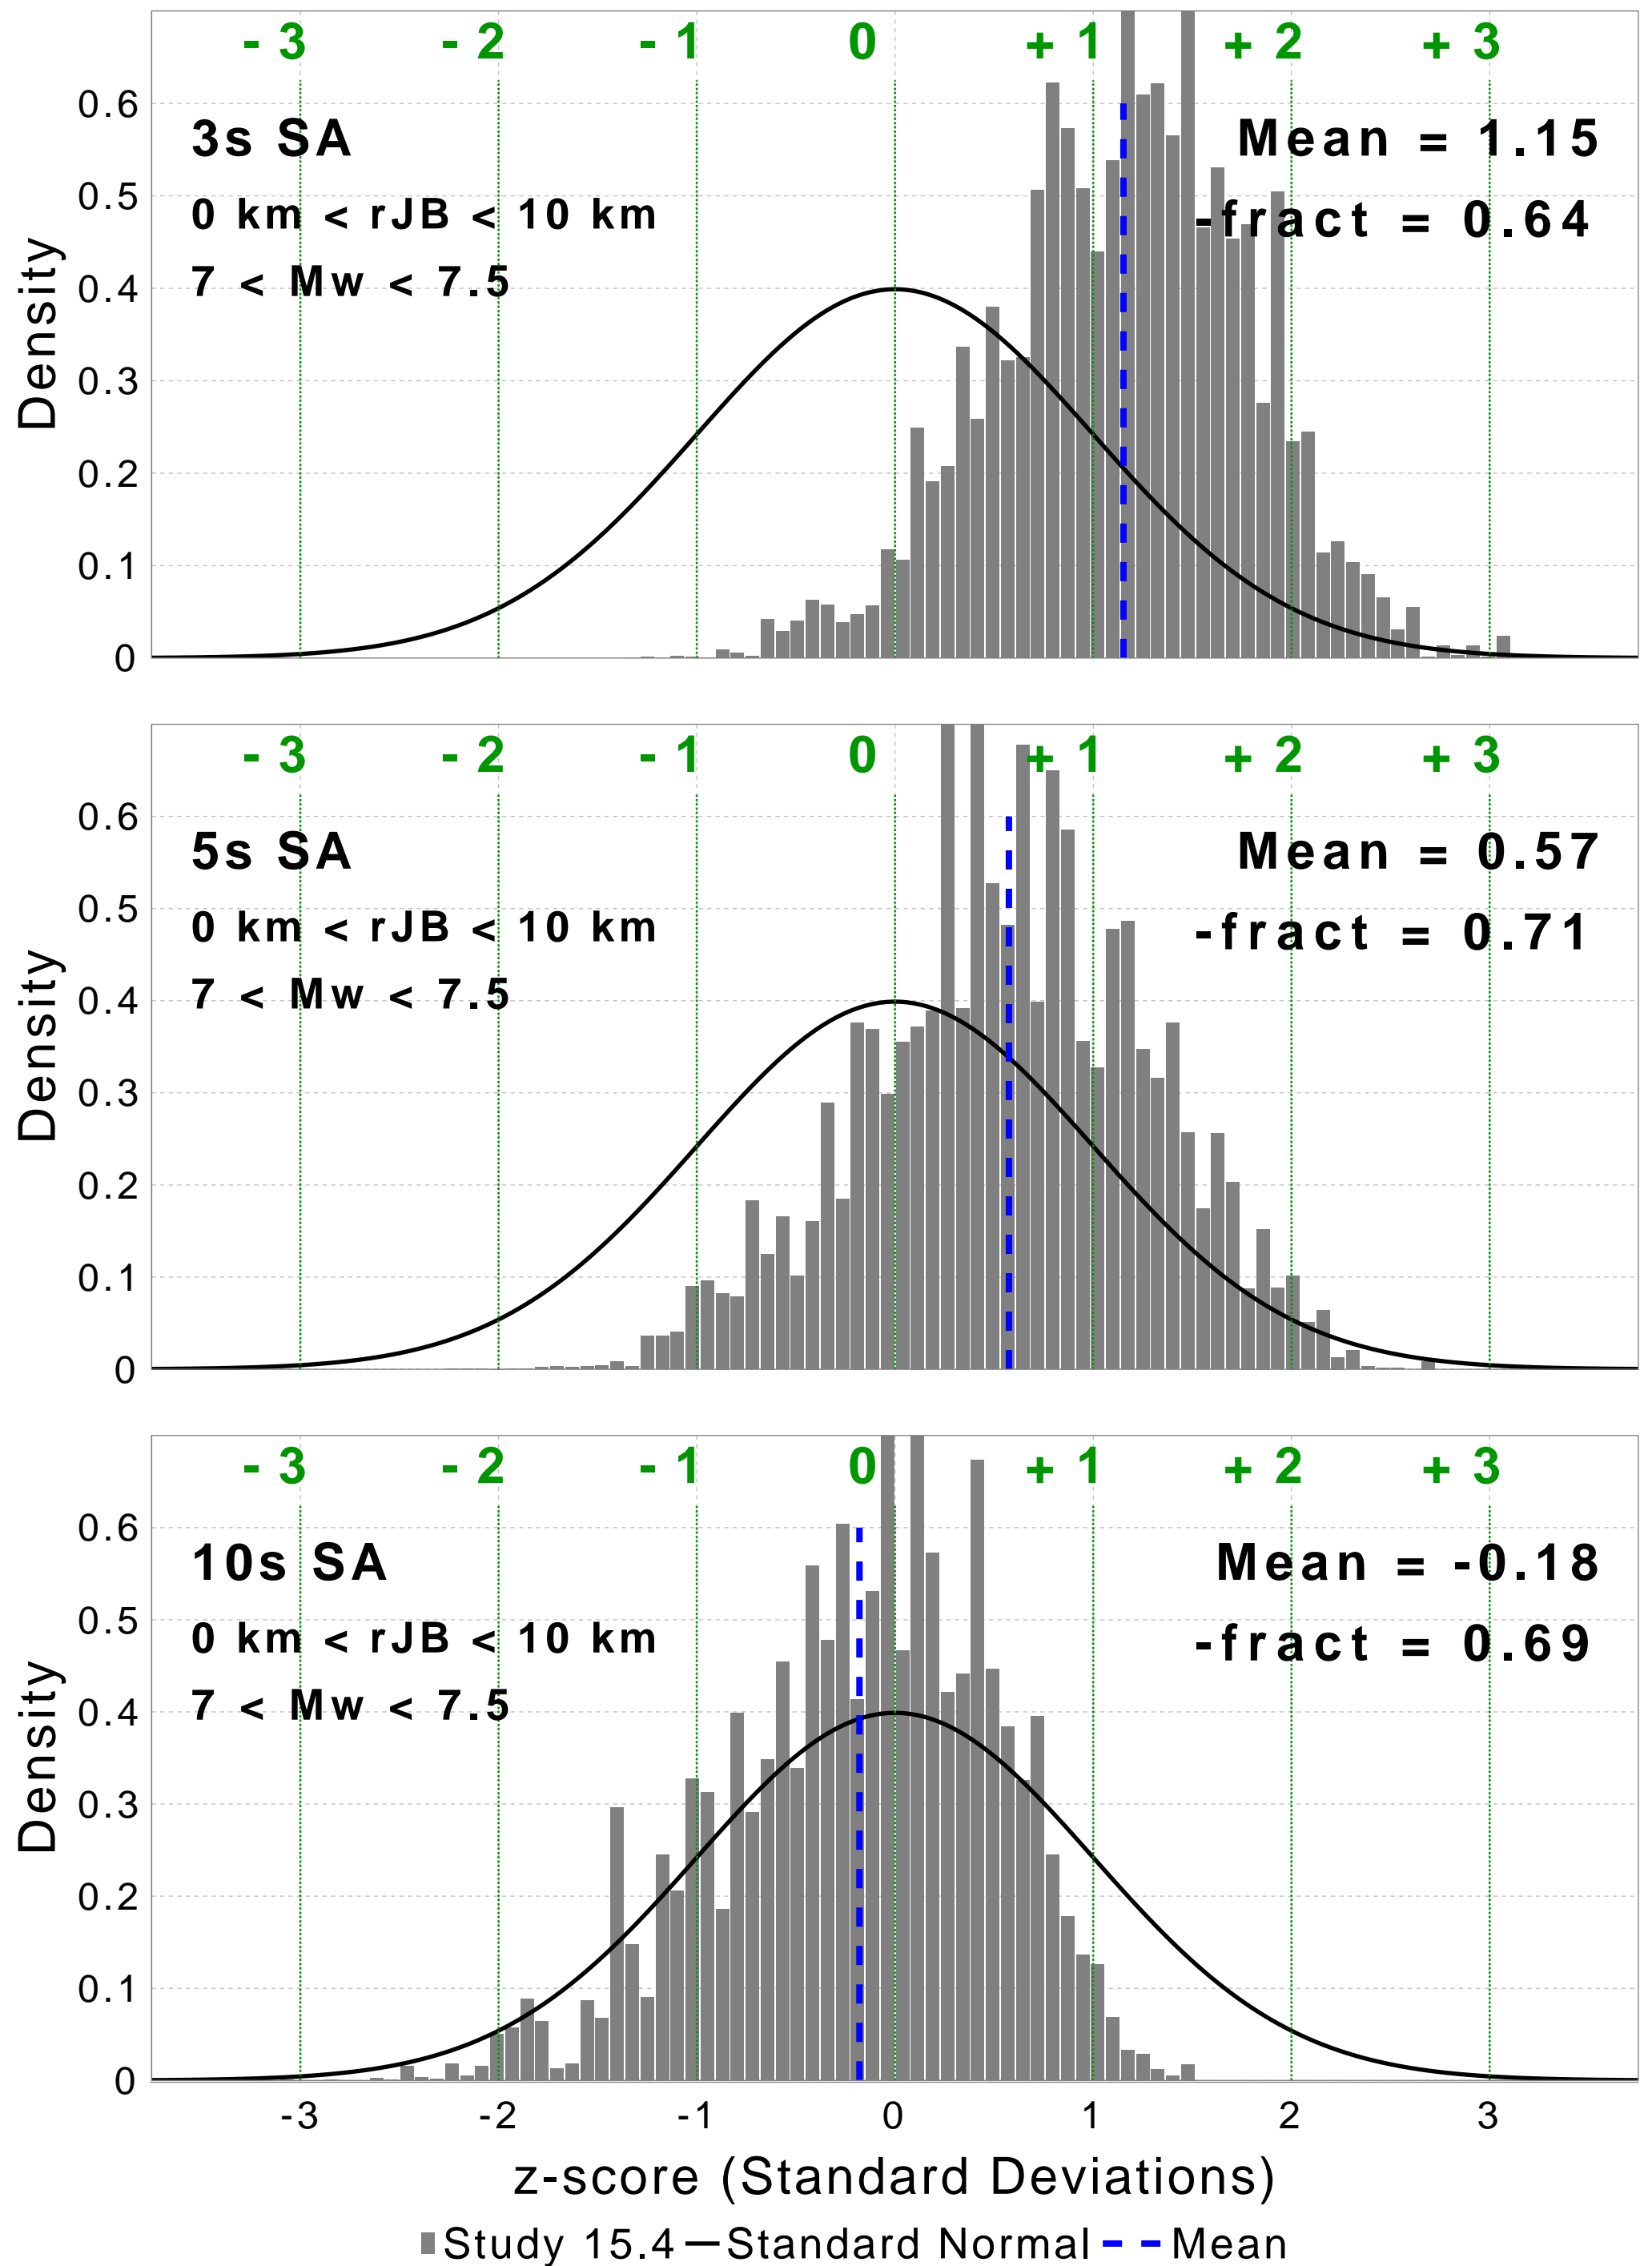 - 3 - 2 - 1 0 + 1 + 2 + 3
0.6
3s SA Mean = 1.15
0.5
0 km < rJB < 10 km -fract = 0.64
7 < Mw < 7.5
0.4
Density
0.3
0.2
0.1
0
- 3 - 2 - 1 0 + 1 + 2 + 3
0.6
5s SA Mean = 0.57
0.5
0 km < rJB < 10 km -fract = 0.71
7 < Mw < 7.5
0.4
Density
0.3
0.2
0.1
0
- 3 - 2 - 1 0 + 1 + 2 + 3
0.6
10s SA Mean = -0.18
0.5
0 km < rJB < 10 km -fract = 0.69
7 < Mw < 7.5
0.4
Density
0.3
0.2
0.1
0
-3 -2 -1 0 1 2 3
z-score (Standard Deviations)
Study 15.4 Standard Normal Mean